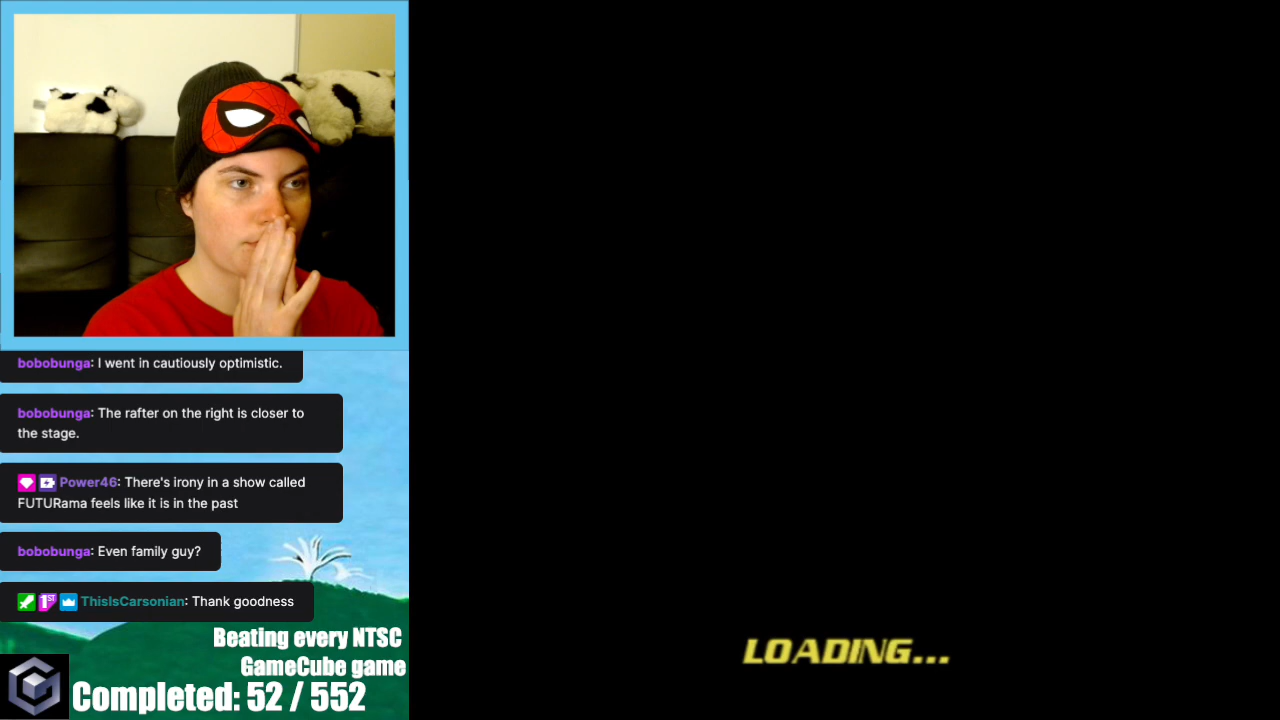 bobobunga: I went in cautiously optimistic.
bobobunga: The rafter on the right is closer to
the stage.
Power46: There's irony in a show called
FUTURama feels like it is in the past
bobobunga: Even family guy?
1ST ThisIsCarsonian: Thank goodness
Beating every NTSC
GameCube game
Completed: 52 / 552
LOADING...